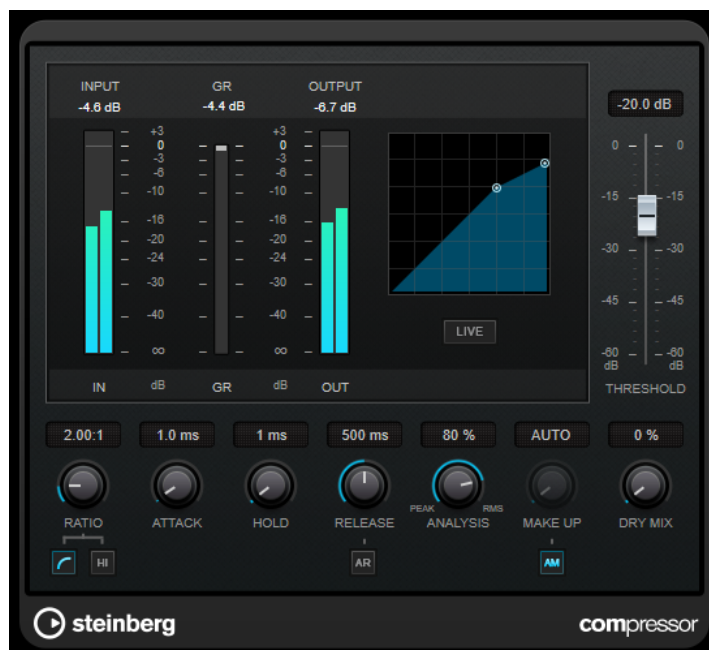 INPUT GR OUTPUT
-4.6 dB -4.4 dB -6.7 dB
-20.0 dB
+3 +3
0 0
-3 -3
-6 -6
-10 -10
-16 -16
-20 -20
-24 -24
-30 -30
-40 -40
∞ ∞
IN dB GR dB OUT
LIVE
0 0
-15 -15
-30 -30
-45 -45
-60 -60
dB dB
THRESHOLD
2.00:1 1.0 ms 1 ms 500 ms 80 % AUTO 0 %
PEAK RMS
RATIO ATTACK HOLD RELEASE ANALYSIS MAKE UP DRY MIX
HI AR AM
steinberg compressor